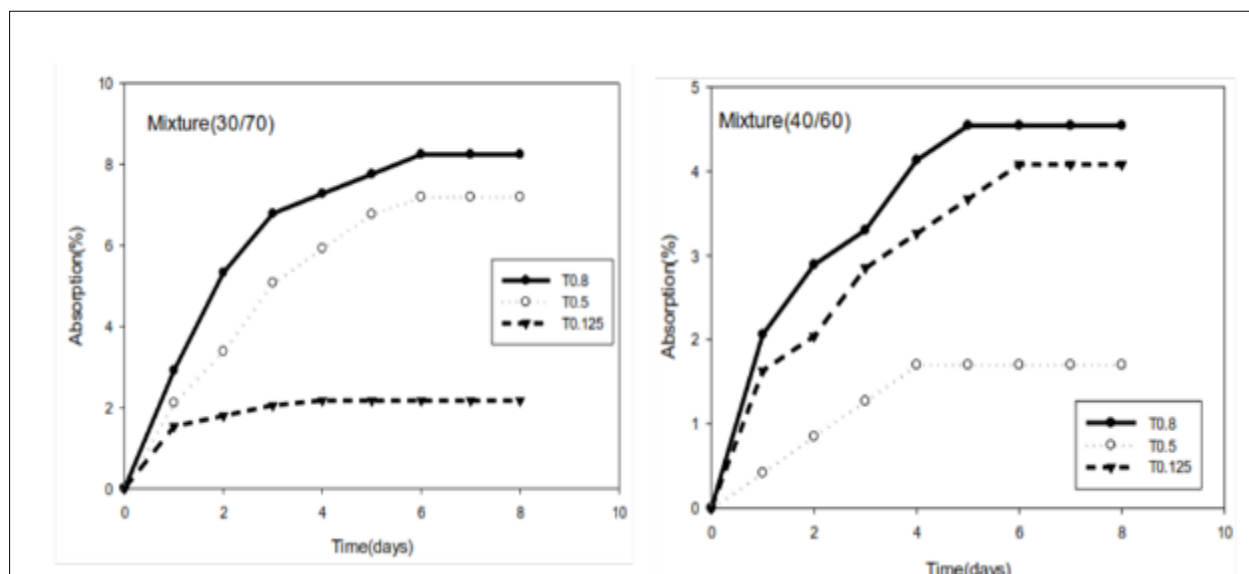 Mixture(30/70)
Absorption(%)
10
8
6
4
2
0
0 2 4 6 8 10
Time(days)
T0.8
T0.5
T0.125
Mixture(40/60)
Absorption(%)
5
4
3
2
1
0
0 2 4 6 8 10
Time(days)
T0.8
T0.5
T0.125